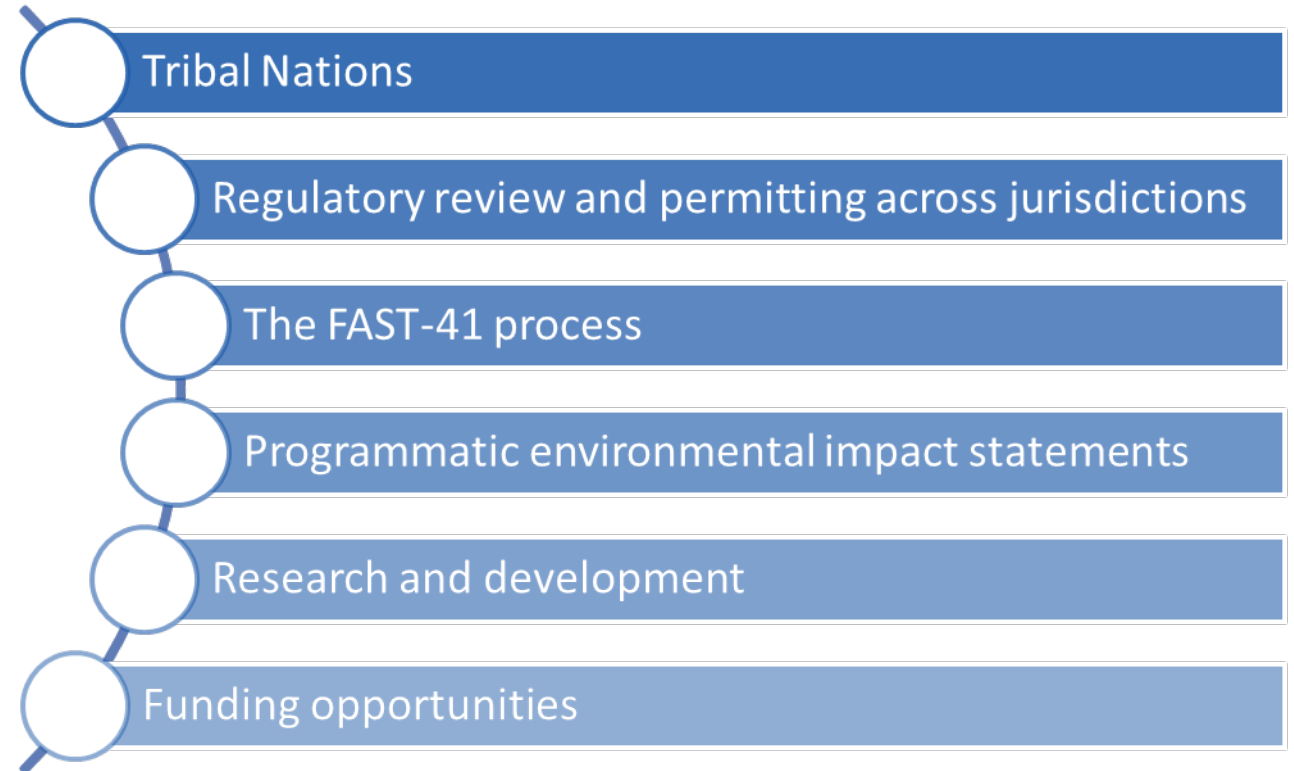 Tribal Nations
Regulatory review and permitting across jurisdictions
The FAST-41 process
Programmatic environmental impact statements
Research and development
Funding opportunities